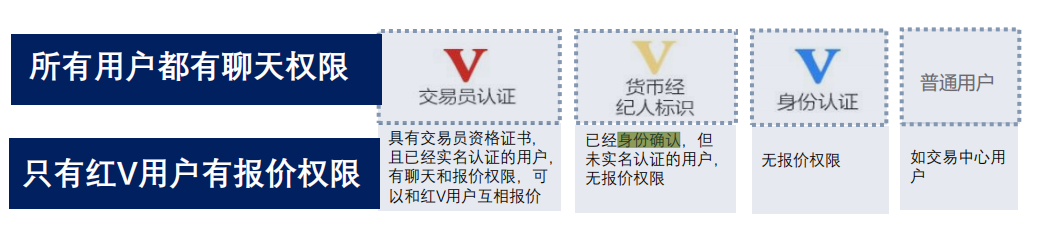 所有用户都有聊天权限
只有红V用户有报价权限
V
交易员认证
具有交易员资格证书，
且已经实名认证的用户，
有聊天和报价权限，可
以和红V用户互相报价
V
货币经
纪人标识
已经身份确认，但
未实名认证的用户，
无报价权限
V
身份认证
无报价权限
普通用户
如交易中心用
户